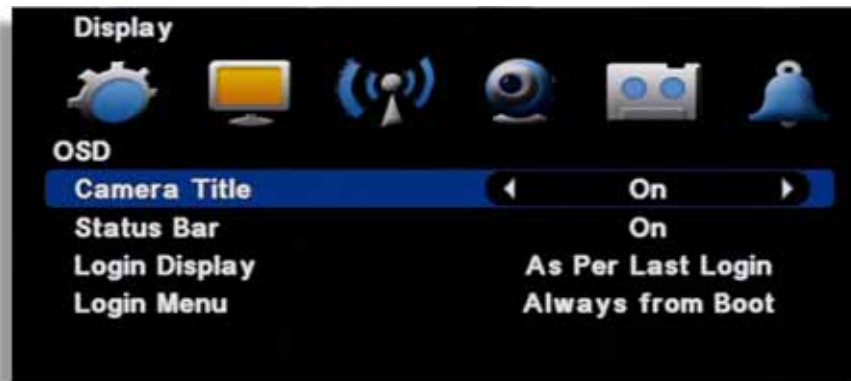 Display
OSD
Camera Title On
Status Bar On
Login Display As Per Last Login
Login Menu Always from Boot